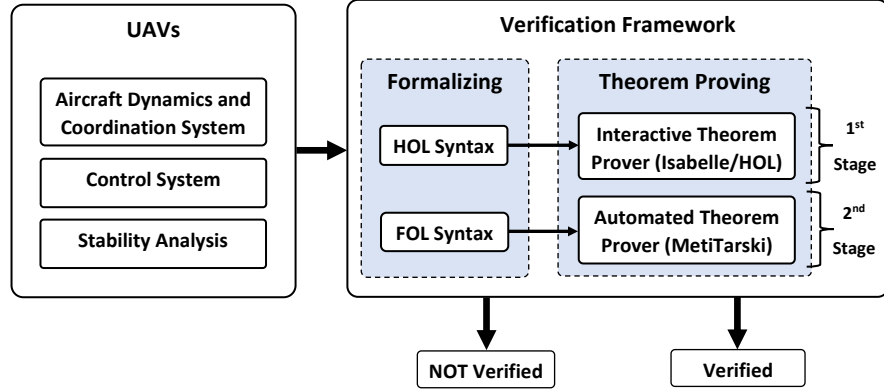 UAVs
Aircraft Dynamics and
Coordination System
Control System
Stability Analysis
Verification Framework
Formalizing
Theorem Proving
HOL Syntax
Interactive Theorem
Prover (Isabelle/HOL)
1st
Stage
FOL Syntax
Automated Theorem
Prover (MetiTarski)
2nd
Stage
NOT Verified
Verified